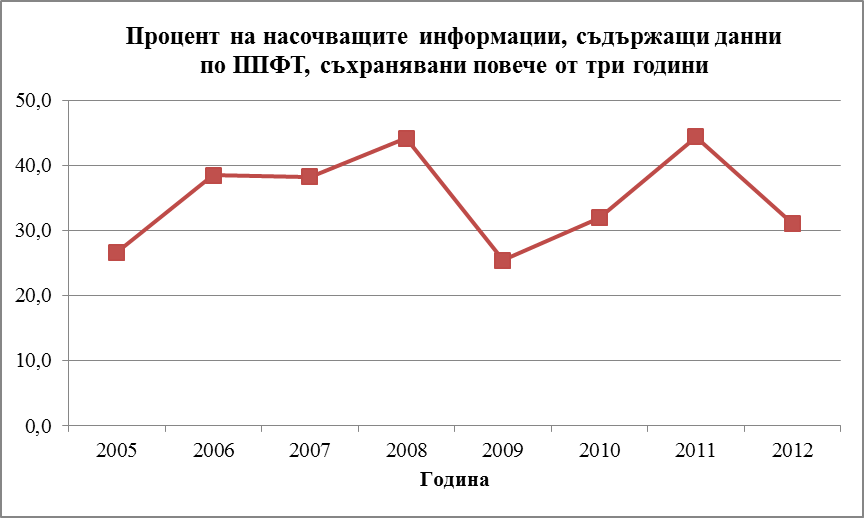 Процент на насочващите информации, съдържащи данни
по ППФТ, съхранявани повече от три години
50,0
40,0
30,0
20,0
10,0
0,0
2005 2006 2007 2008 2009 2010 2011 2012
Година